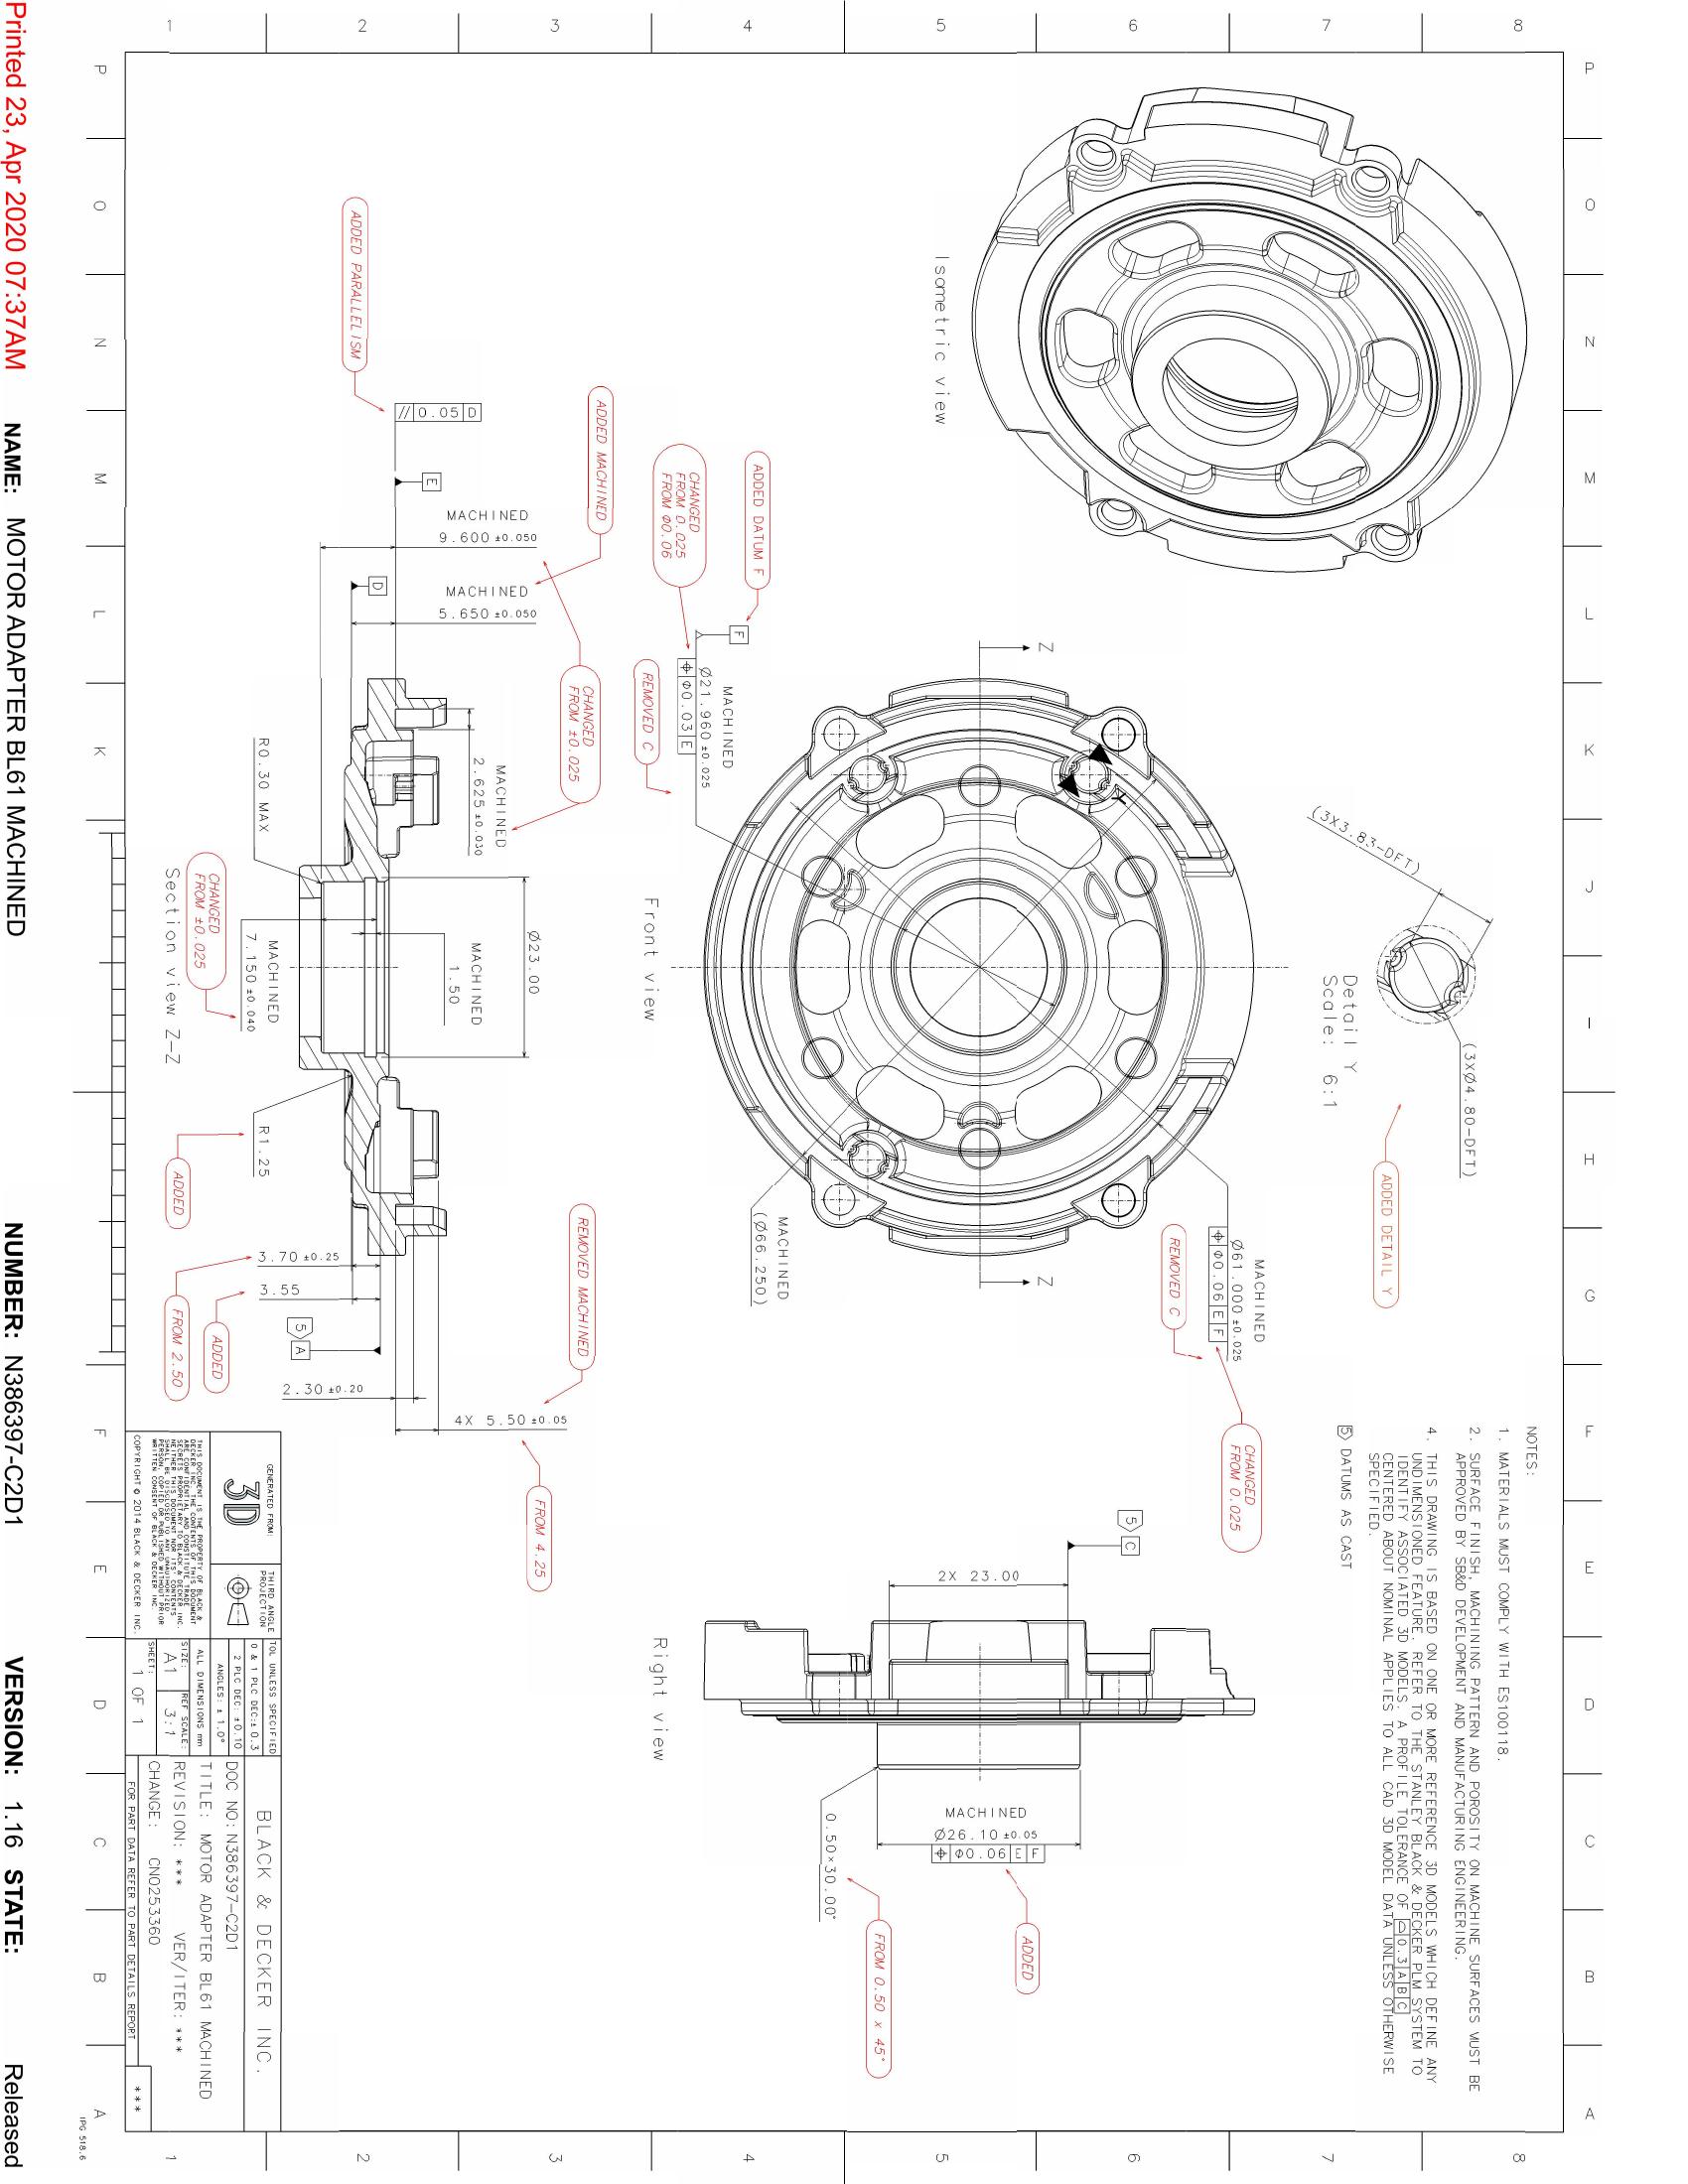 Printed 23, Apr 2020 07:37AM NAME: MOTOR ADAPTER BL61 MACHINED NUMBER: N386397-C2D1 VERSION: 1.16 STATE: Released
1 2 3 4 5 6 7 8
P O N M L K J I H G F E D C B A
P O N M L K J I H G F E D C B A
1 2 3 4 5 6 7 8
NOTES:
1. MATERIALS MUST COMPLY WITH ES100118.
2. SURFACE FINISH, MACHINING PATTERN AND POROSITY ON MACHINE SURFACES MUST BE
APPROVED BY SB&D DEVELOPMENT AND MANUFACTURING ENGINEERING.
4. THIS DRAWING IS BASED ON ONE OR MORE REFERENCE 3D MODELS WHICH DEFINE ANY
UNDIMENSIONED FEATURE. REFER TO THE STANLEY BLACK & DECKER PLM SYSTEM TO
IDENTIFY ASSOCIATED 3D MODELS. A PROFILE TOLERANCE OF ⌓ 0.3 A B C
CENTERED ABOUT NOMINAL APPLIES TO ALL CAD 3D MODEL DATA UNLESS OTHERWISE
SPECIFIED.
5 DATUMS AS CAST
Isometric view
(3X3.83-DFT)
(3XØ4.80-DFT)
Detail Y
Scale: 6:1
ADDED DETAIL Y
ADDED DATUM F
F
CHANGED
FROM 0.025
FROM Ø0.06
MACHINED
Ø21.960 ±0.025
⌖ Ø0.03 E
REMOVED C
Z
Z
Y
MACHINED
Ø61.000 ±0.025
⌖ Ø0.06 E F
REMOVED C
CHANGED
FROM 0.025
MACHINED
(Ø66.250)
Front view
5 C
2X 23.00
MACHINED
Ø26.10 ±0.05
⌖ Ø0.06 E F
ADDED
0.50×30.00°
FROM 0.50 x 45°
Right view
ADDED PARALLELISM
// 0.05 D
E
MACHINED
9.600 ±0.050
ADDED MACHINED
D
MACHINED
5.650 ±0.050
CHANGED
FROM ±0.025
MACHINED
2.625 ±0.030
R0.30 MAX
Ø23.00
MACHINED
1.50
MACHINED
7.150 ±0.040
CHANGED
FROM ±0.025
R1.25
ADDED
3.70 ±0.25
FROM 2.50
3.55
ADDED
5 A
2.30 ±0.20
4X 5.50 ±0.05
REMOVED MACHINED
FROM 4.25
Section view Z-Z
GENERATED FROM:
3D
THIRD ANGLE
PROJECTION
THIS DOCUMENT IS THE PROPERTY OF BLACK &
DECKER INC. THE CONTENTS OF THIS DOCUMENT
ARE CONFIDENTIAL AND CONSTITUTE TRADE
SECRETS PROPRIETARY TO BLACK & DECKER INC.
NEITHER THIS DOCUMENT NOR ITS CONTENTS
SHALL BE DISCLOSED TO ANY UNAUTHORIZED
PERSON, COPIED OR PUBLISHED WITHOUT PRIOR
WRITTEN CONSENT OF BLACK & DECKER INC.
COPYRIGHT © 2014 BLACK & DECKER INC.
TOL UNLESS SPECIFIED
0 & 1 PLC DEC:± 0.3
2 PLC DEC: ±0.10
ANGLES: ± 1.0°
ALL DIMENSIONS mm
SIZE:
A1
REF SCALE:
3:1
SHEET:
1 OF 1
BLACK & DECKER INC.
DOC NO: N386397-C2D1
TITLE: MOTOR ADAPTER BL61 MACHINED
REVISION: *** VER/ITER: ***
CHANGE: CN0253360
FOR PART DATA REFER TO PART DETAILS REPORT
***
IPG 518.6